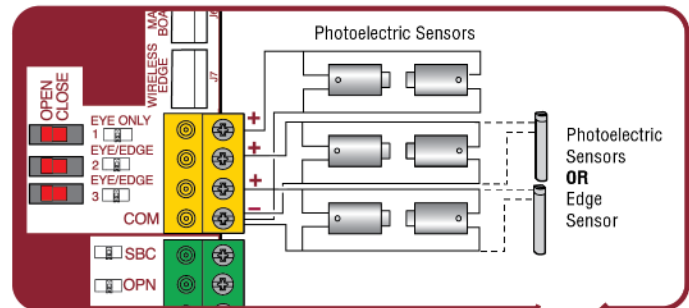 MA
BOA
J6
WIRELESS
EDGE
J7
Photoelectric Sensors
OPEN
CLOSE
EYE ONLY
1
EYE/EDGE
2
EYE/EDGE
3
COM
+
+
+
–
Photoelectric
Sensors
OR
Edge
Sensor
SBC
OPN